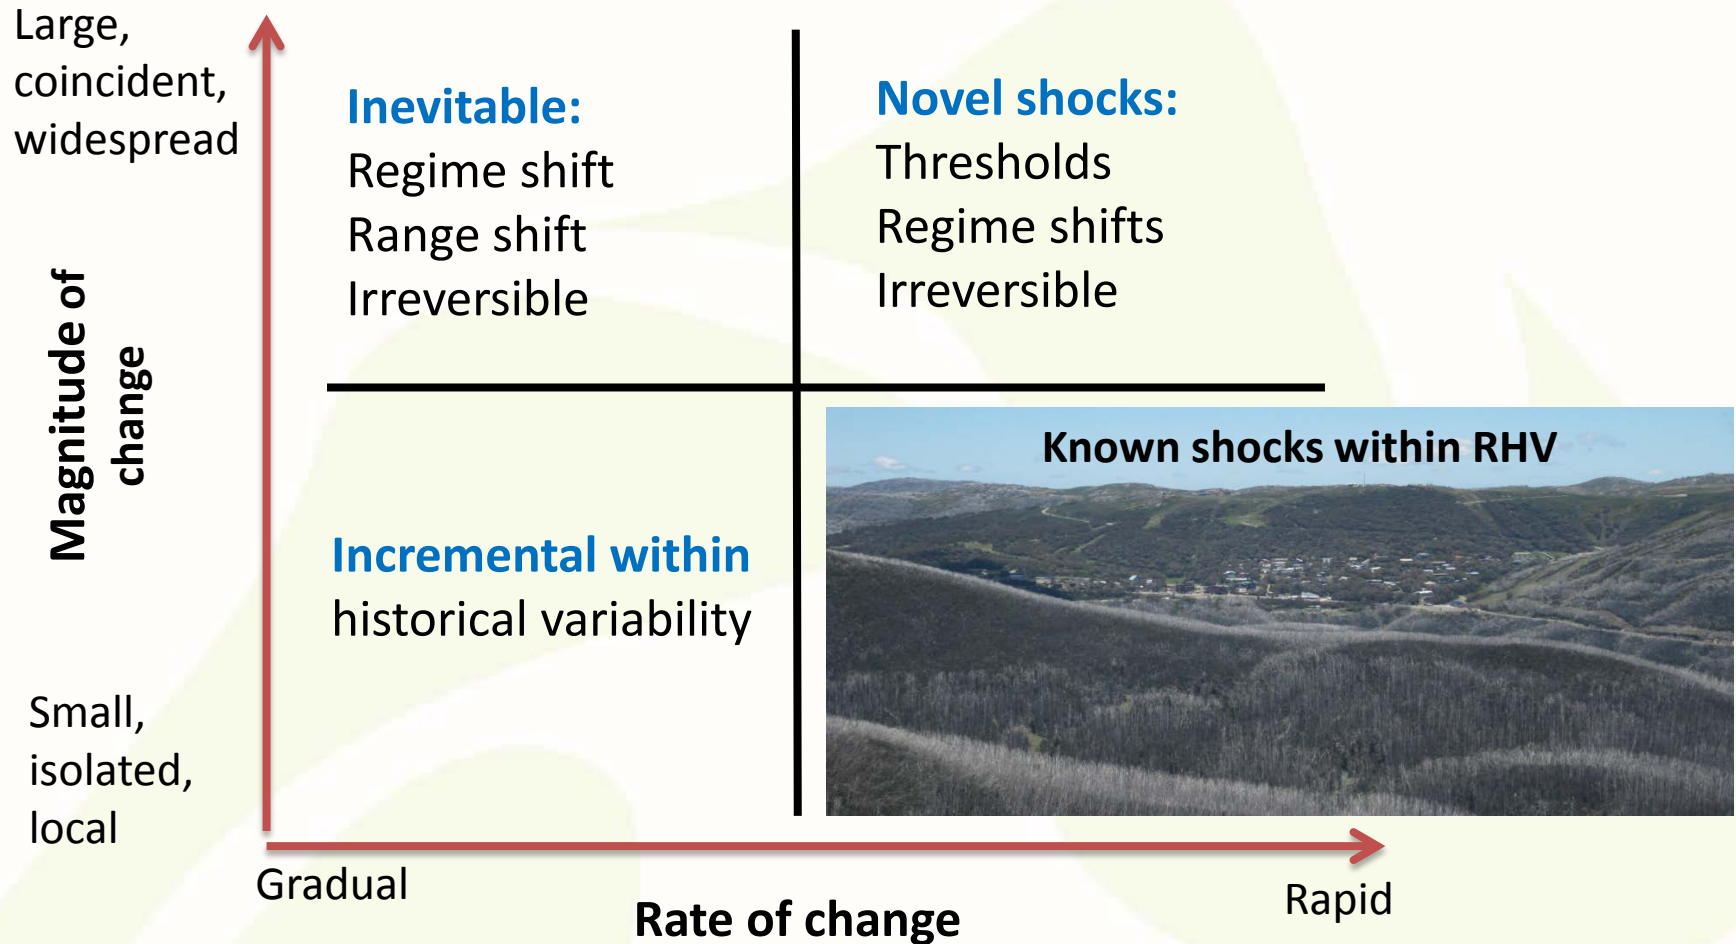 Large,
coincident,
widespread
Inevitable:
Regime shift
Range shift
Irreversible
Novel shocks:
Thresholds
Regime shifts
Irreversible
Magnitude of
change
Incremental within
historical variability
Known shocks within RHV
Small,
isolated,
local
Gradual
Rapid
Rate of change